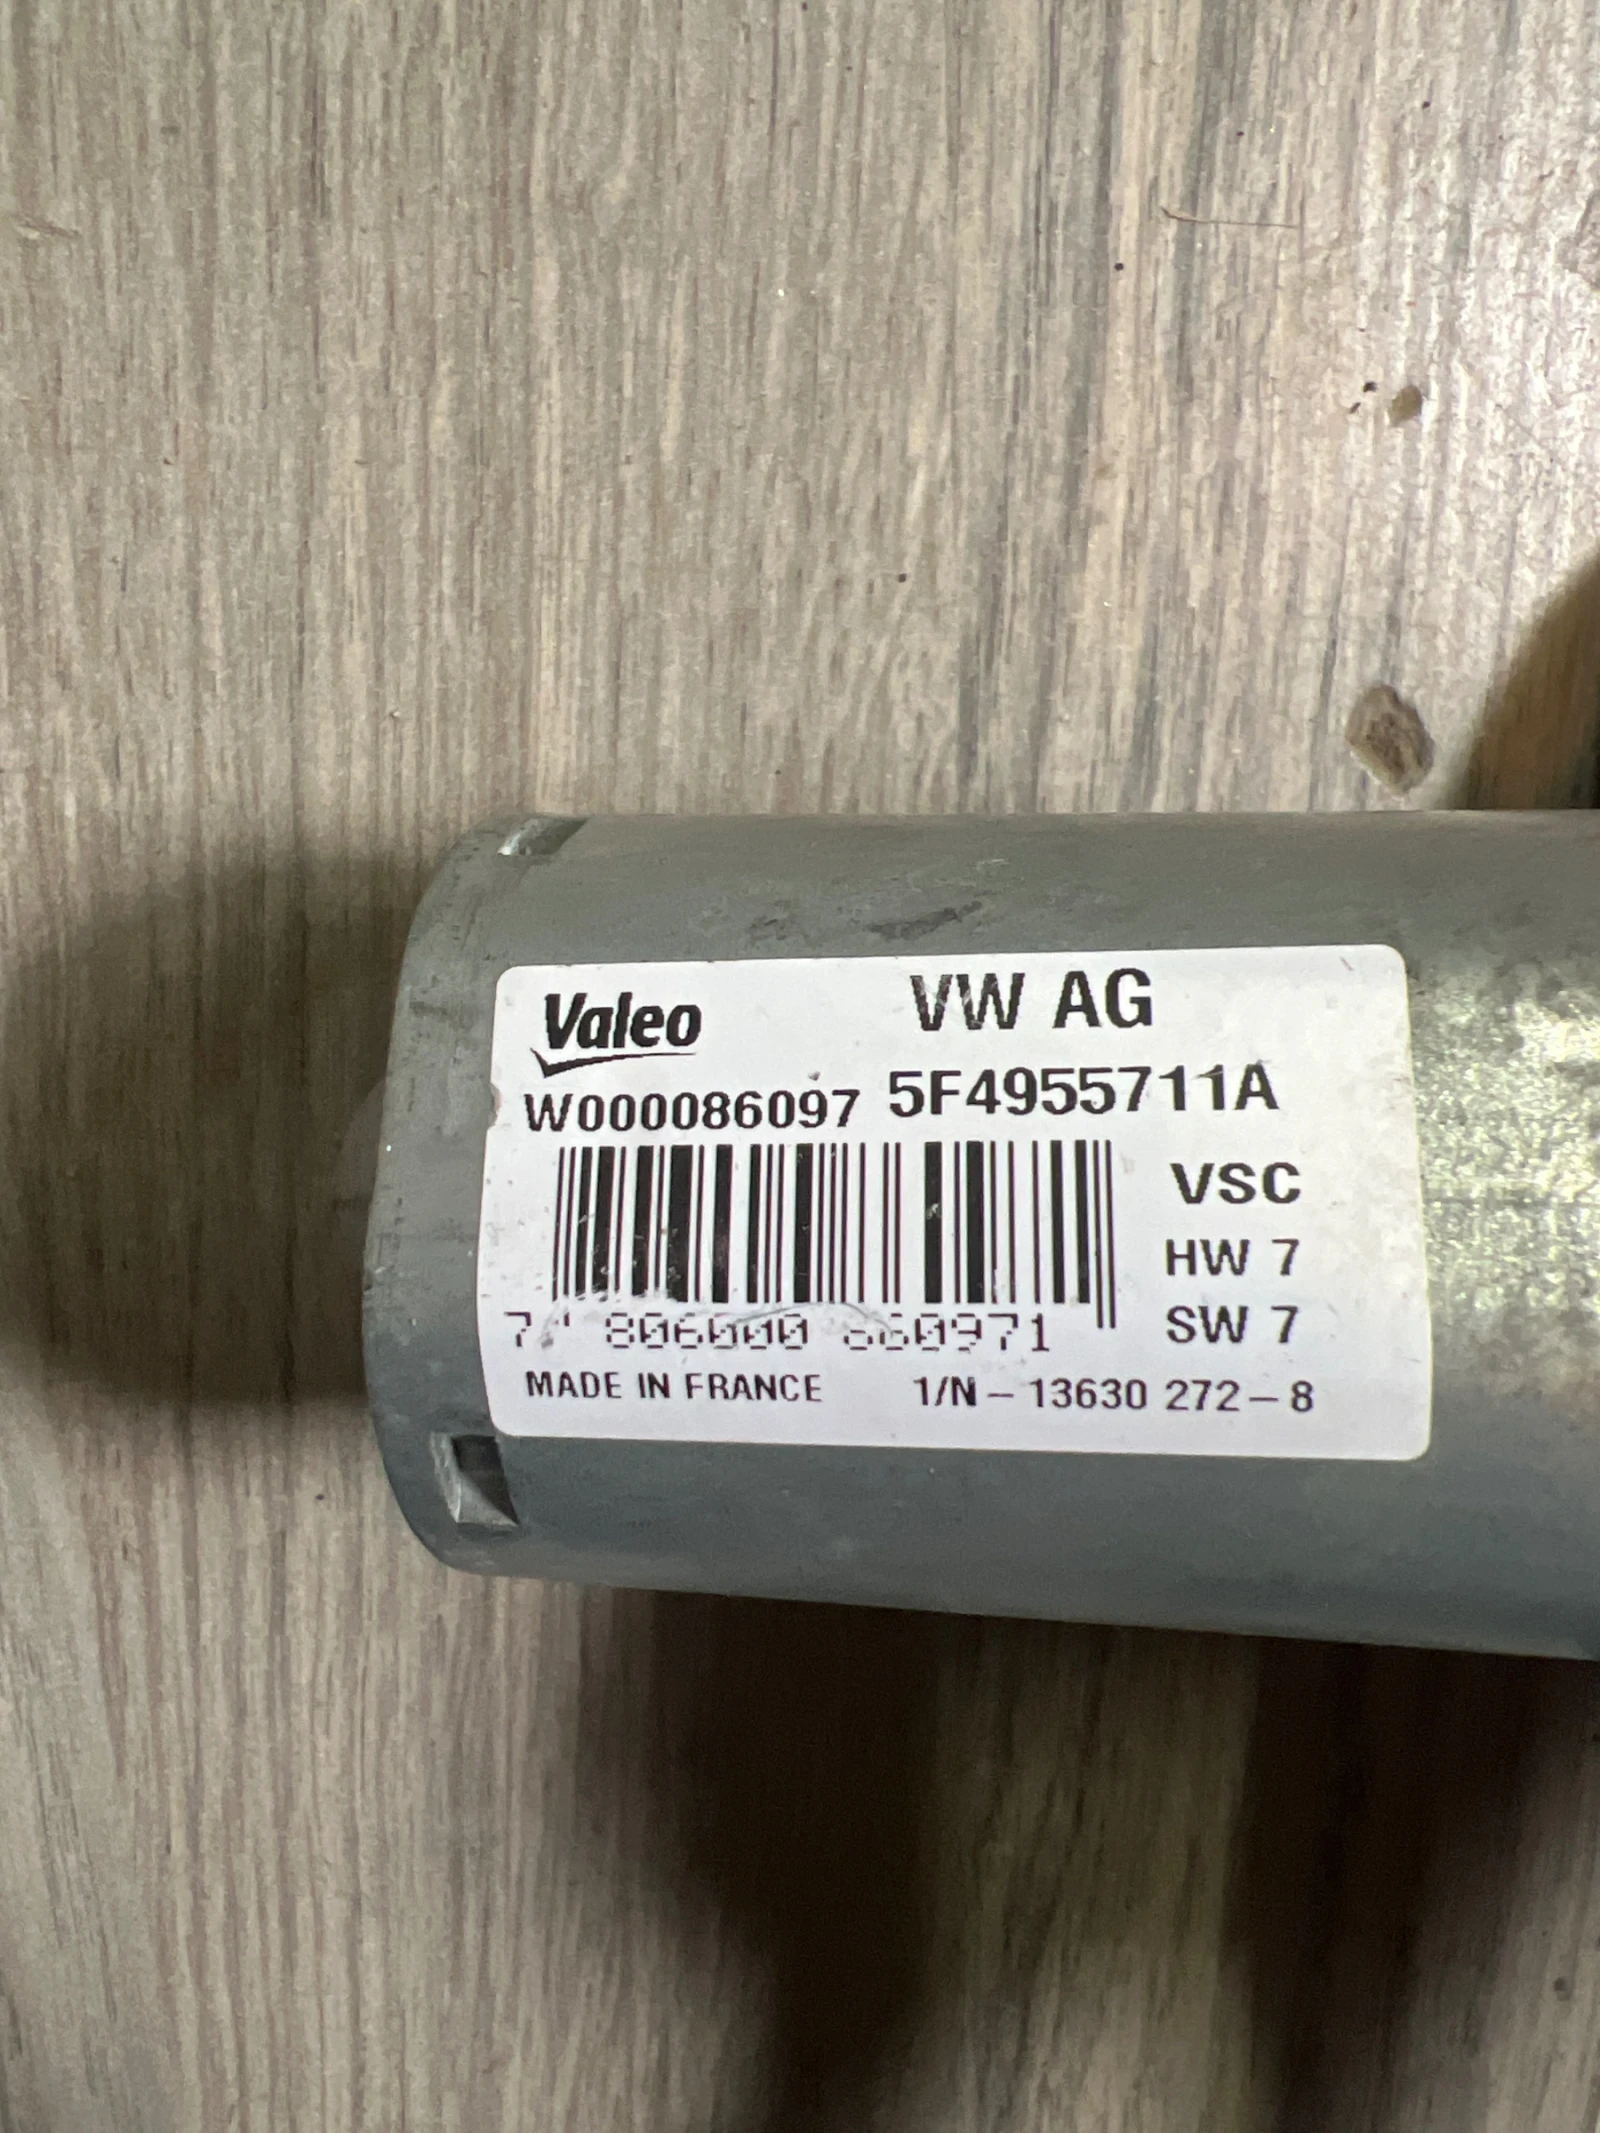 Valeo VW AG
W000086097 5F4955711A
VSC
HW 7
SW 7
MADE IN FRANCE 1/N – 13630 272 – 8